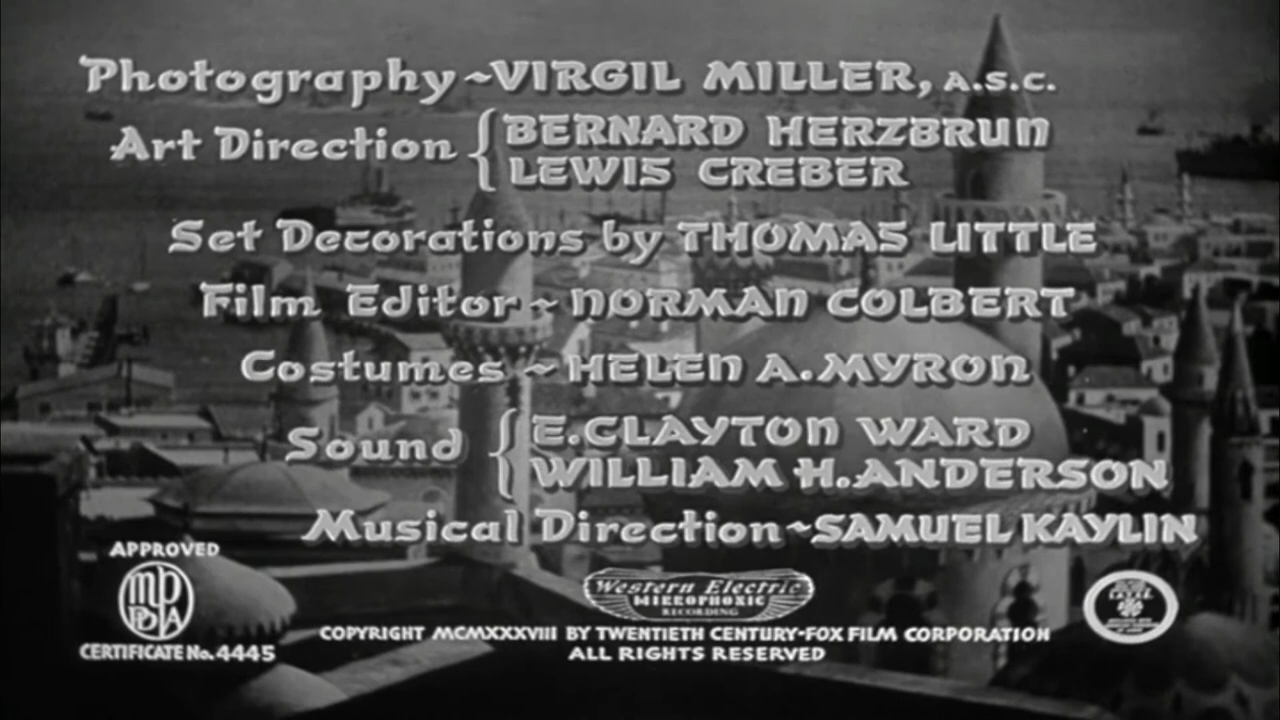 Photography~VIRGIL MILLER, A.S.C.
Art Direction { BERNARD HERZBRUN
LEWIS CREBER
Set Decorations by THOMAS LITTLE
Film Editor ~ NORMAN COLBERT
Costumes ~ HELEN A.MYRON
Sound { E.CLAYTON WARD
WILLIAM H.ANDERSON
Musical Direction~SAMUEL KAYLIN
APPROVED
MPPDA
CERTIFICATE No. 4445
Western Electric
MIRROPHONIC
RECORDING
COPYRIGHT MCMXXXVIII BY TWENTIETH CENTURY-FOX FILM CORPORATION
ALL RIGHTS RESERVED
I.A.T.S.E.